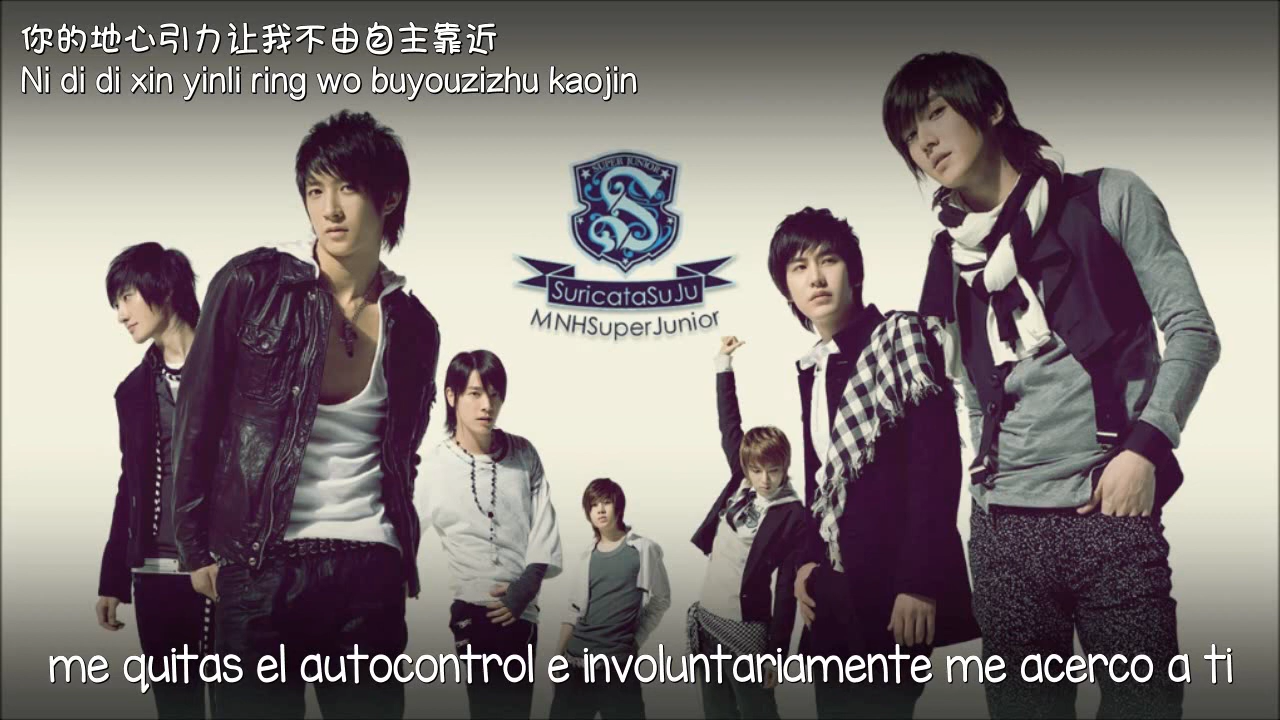 你的地心引力让我不由自主靠近
Ni di di xin yinli ring wo buyouzizhu kaojin
SUPER JUNIOR
S
SuricataSuJu
MNHSuperJunior
me quitas el autocontrol e involuntariamente me acerco a ti